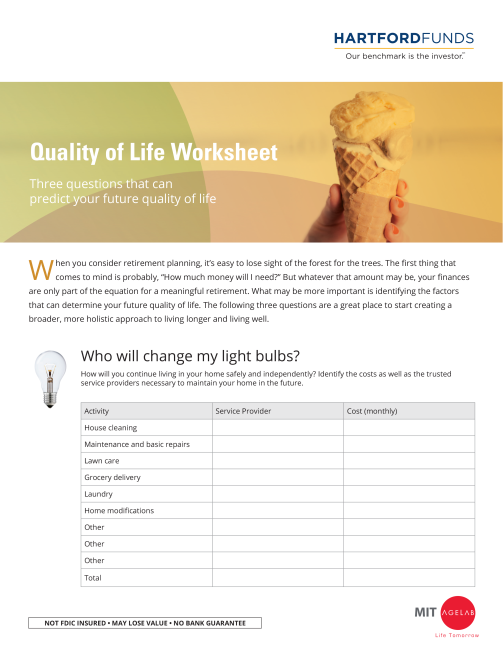 HARTFORDFUNDS
Our benchmark is the investor.™
Quality of Life Worksheet
Three questions that can
predict your future quality of life
When you consider retirement planning, it’s easy to lose sight of the forest for the trees. The first thing that
comes to mind is probably, “How much money will I need?” But whatever that amount may be, your finances
are only part of the equation for a meaningful retirement. What may be more important is identifying the factors
that can determine your future quality of life. The following three questions are a great place to start creating a
broader, more holistic approach to living longer and living well.
Who will change my light bulbs?
How will you continue living in your home safely and independently? Identify the costs as well as the trusted
service providers necessary to maintain your home in the future.
Activity Service Provider Cost (monthly)
House cleaning
Maintenance and basic repairs
Lawn care
Grocery delivery
Laundry
Home modifications
Other
Other
Other
Total
MIT AGELAB
Life Tomorrow
NOT FDIC INSURED • MAY LOSE VALUE • NO BANK GUARANTEE